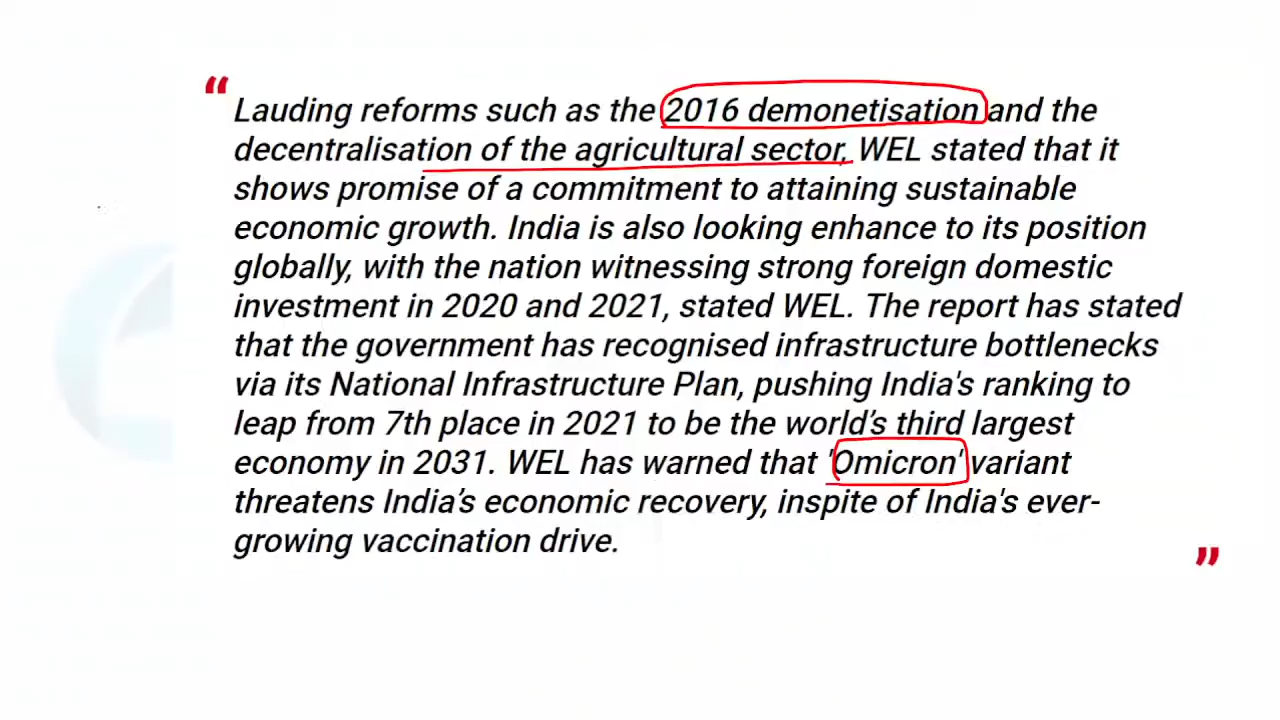 “
Lauding reforms such as the 2016 demonetisation and the
decentralisation of the agricultural sector, WEL stated that it
shows promise of a commitment to attaining sustainable
economic growth. India is also looking enhance to its position
globally, with the nation witnessing strong foreign domestic
investment in 2020 and 2021, stated WEL. The report has stated
that the government has recognised infrastructure bottlenecks
via its National Infrastructure Plan, pushing India's ranking to
leap from 7th place in 2021 to be the world’s third largest
economy in 2031. WEL has warned that 'Omicron' variant
threatens India’s economic recovery, inspite of India's ever-
growing vaccination drive.
”